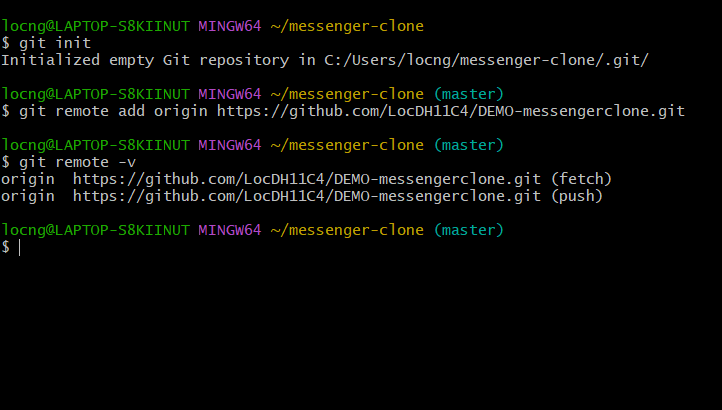 locng@LAPTOP-S8KIINUT MINGW64 ~/messenger-clone
$ git init
Initialized empty Git repository in C:/Users/locng/messenger-clone/.git/
locng@LAPTOP-S8KIINUT MINGW64 ~/messenger-clone (master)
$ git remote add origin https://github.com/LocDH11C4/DEMO-messengerclone.git
locng@LAPTOP-S8KIINUT MINGW64 ~/messenger-clone (master)
$ git remote -v
origin  https://github.com/LocDH11C4/DEMO-messengerclone.git (fetch)
origin  https://github.com/LocDH11C4/DEMO-messengerclone.git (push)
locng@LAPTOP-S8KIINUT MINGW64 ~/messenger-clone (master)
$